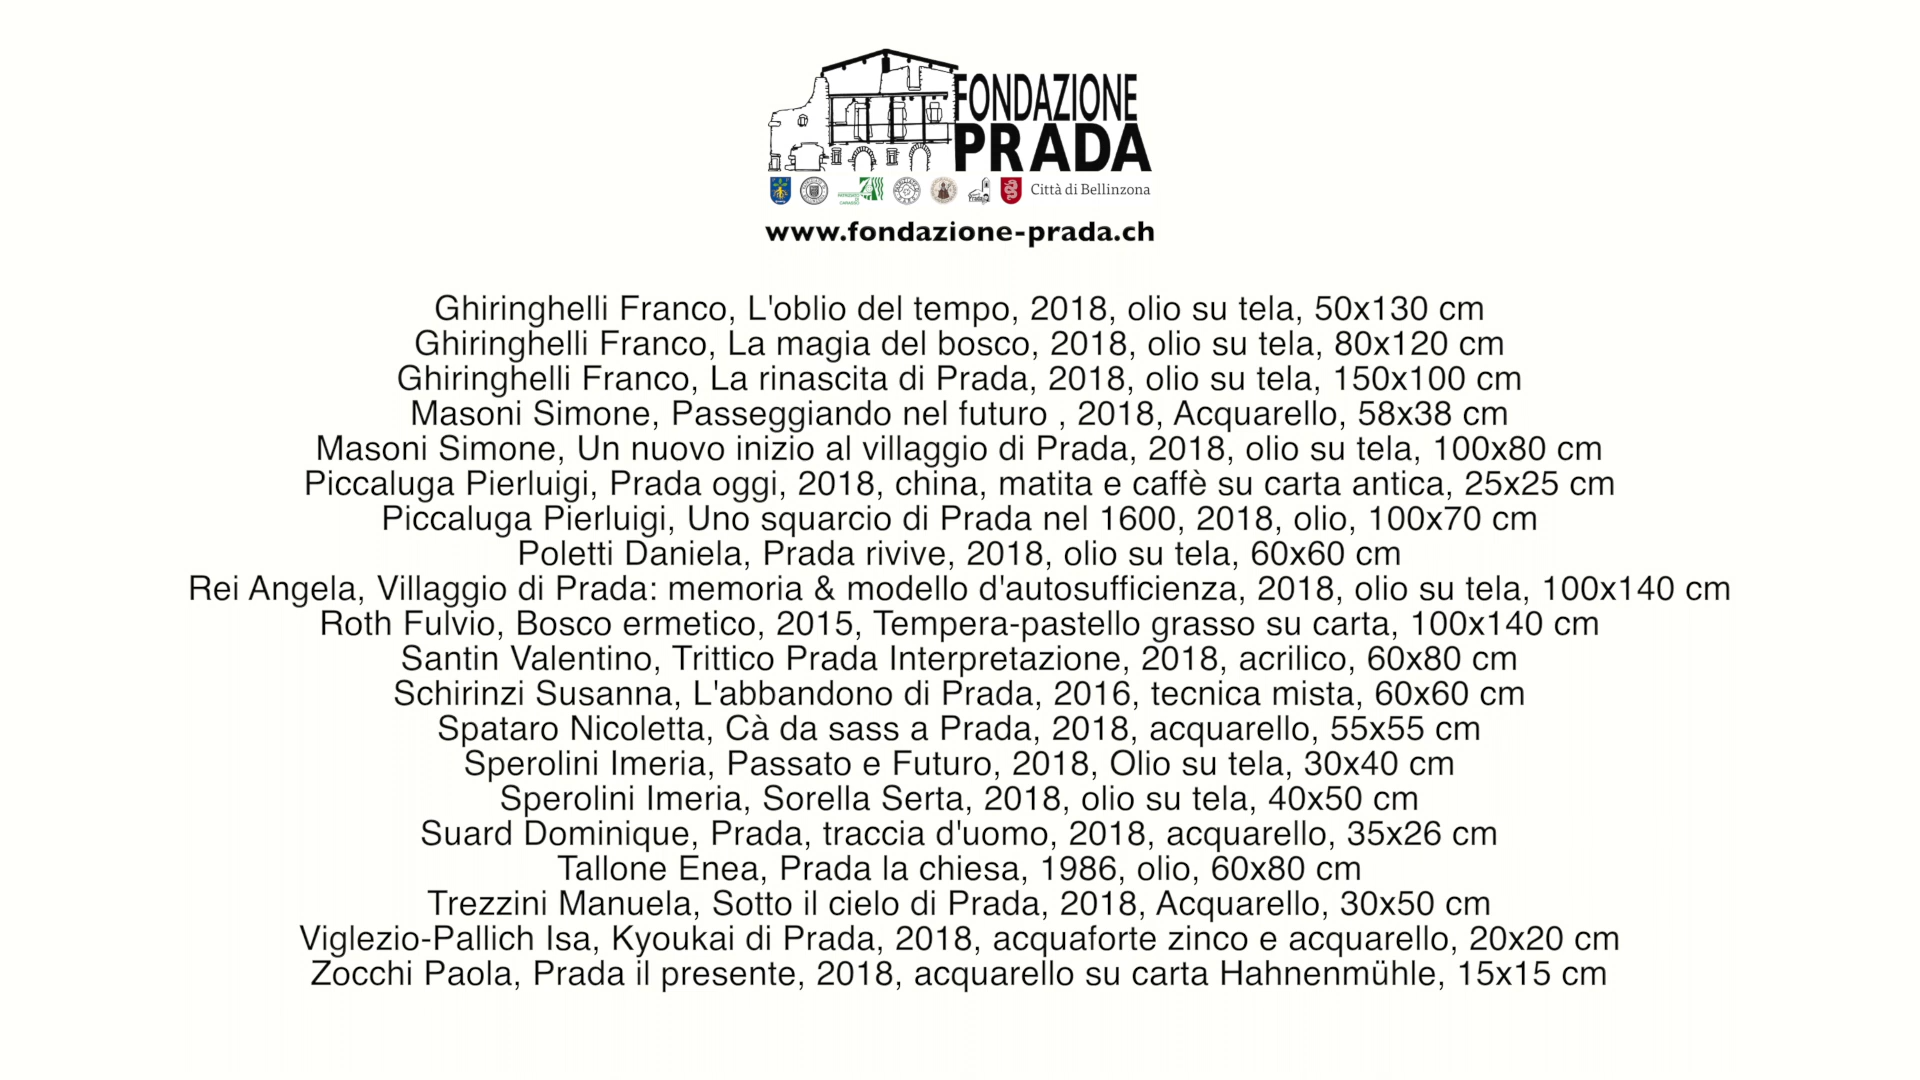 FONDAZIONE
PRADA
Città di Bellinzona
www.fondazione-prada.ch
Ghiringhelli Franco, L'oblio del tempo, 2018, olio su tela, 50x130 cm
Ghiringhelli Franco, La magia del bosco, 2018, olio su tela, 80x120 cm
Ghiringhelli Franco, La rinascita di Prada, 2018, olio su tela, 150x100 cm
Masoni Simone, Passeggiando nel futuro , 2018, Acquarello, 58x38 cm
Masoni Simone, Un nuovo inizio al villaggio di Prada, 2018, olio su tela, 100x80 cm
Piccaluga Pierluigi, Prada oggi, 2018, china, matita e caffè su carta antica, 25x25 cm
Piccaluga Pierluigi, Uno squarcio di Prada nel 1600, 2018, olio, 100x70 cm
Poletti Daniela, Prada rivive, 2018, olio su tela, 60x60 cm
Rei Angela, Villaggio di Prada: memoria & modello d'autosufficienza, 2018, olio su tela, 100x140 cm
Roth Fulvio, Bosco ermetico, 2015, Tempera-pastello grasso su carta, 100x140 cm
Santin Valentino, Trittico Prada Interpretazione, 2018, acrilico, 60x80 cm
Schirinzi Susanna, L'abbandono di Prada, 2016, tecnica mista, 60x60 cm
Spataro Nicoletta, Cà da sass a Prada, 2018, acquarello, 55x55 cm
Sperolini Imeria, Passato e Futuro, 2018, Olio su tela, 30x40 cm
Sperolini Imeria, Sorella Serta, 2018, olio su tela, 40x50 cm
Suard Dominique, Prada, traccia d'uomo, 2018, acquarello, 35x26 cm
Tallone Enea, Prada la chiesa, 1986, olio, 60x80 cm
Trezzini Manuela, Sotto il cielo di Prada, 2018, Acquarello, 30x50 cm
Viglezio-Pallich Isa, Kyoukai di Prada, 2018, acquaforte zinco e acquarello, 20x20 cm
Zocchi Paola, Prada il presente, 2018, acquarello su carta Hahnenmühle, 15x15 cm